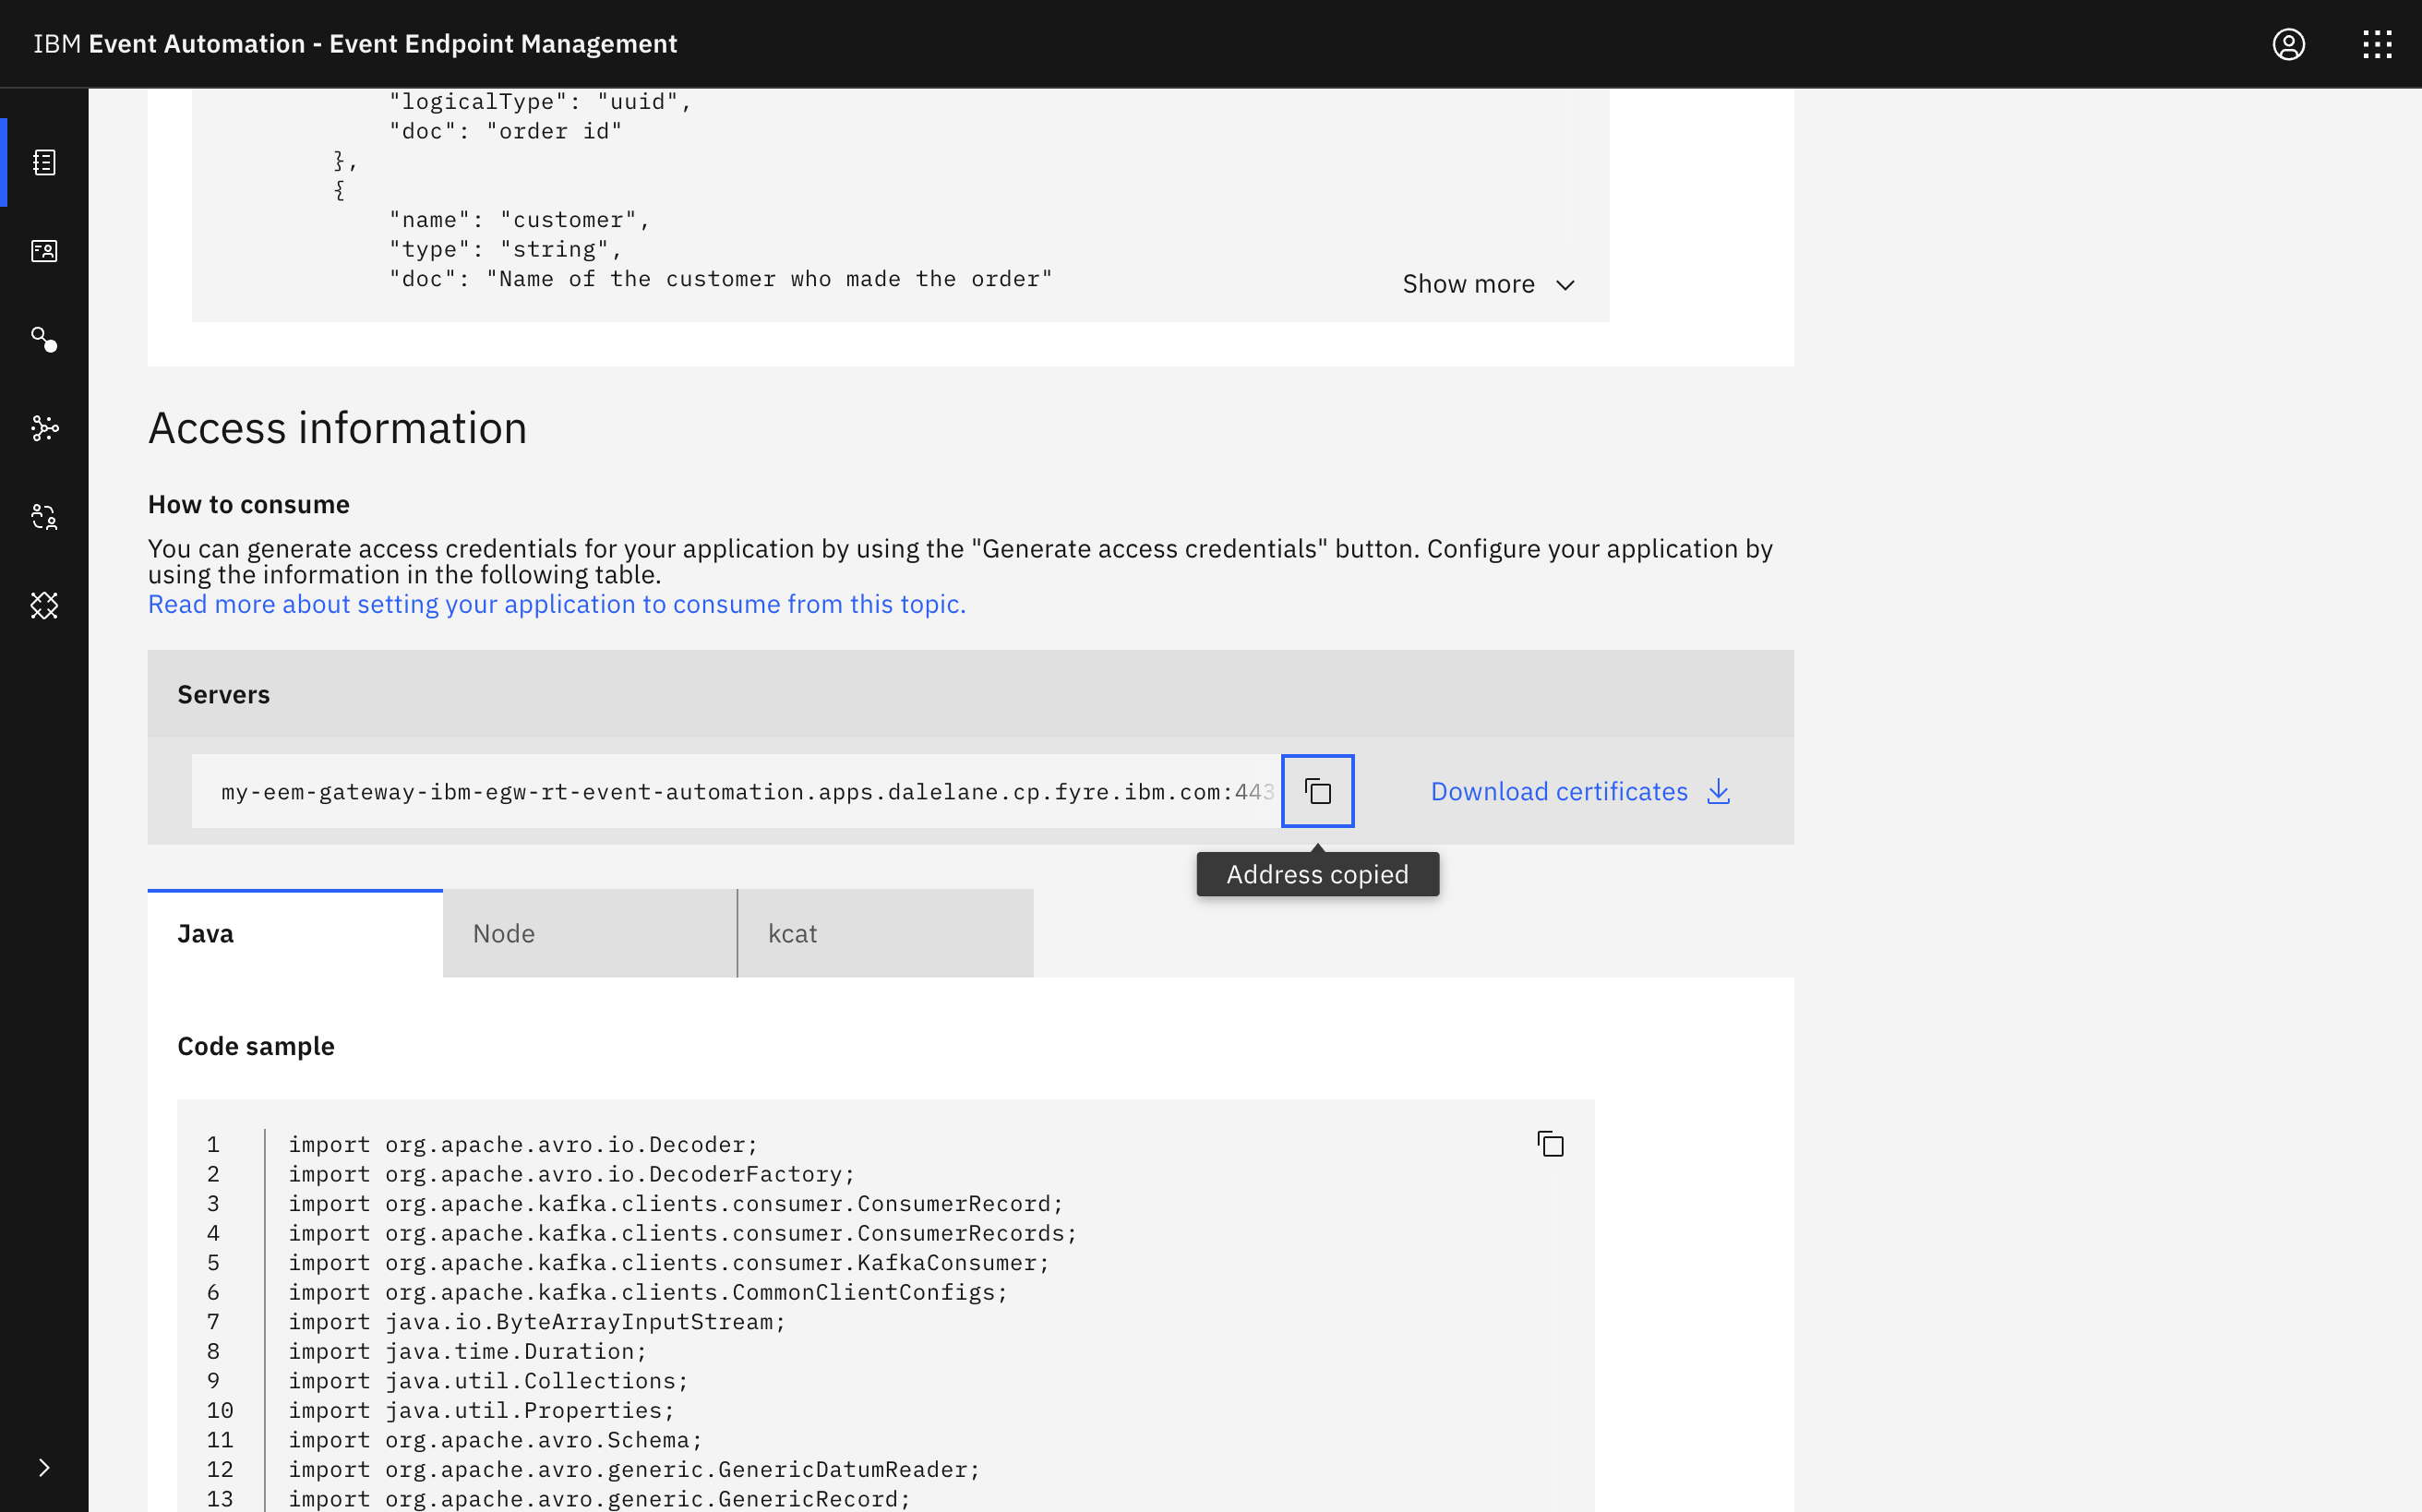 IBM Event Automation - Event Endpoint Management
"logicalType": "uuid",
"doc": "order id"
},
{
"name": "customer",
"type": "string",
"doc": "Name of the customer who made the order"
Show more
Access information
How to consume
You can generate access credentials for your application by using the "Generate access credentials" button. Configure your application by
using the information in the following table.
Read more about setting your application to consume from this topic.
Servers
my-eem-gateway-ibm-egw-rt-event-automation.apps.dalelane.cp.fyre.ibm.com:443
Download certificates
Address copied
Java
Node
kcat
Code sample
1 import org.apache.avro.io.Decoder;
2 import org.apache.avro.io.DecoderFactory;
3 import org.apache.kafka.clients.consumer.ConsumerRecord;
4 import org.apache.kafka.clients.consumer.ConsumerRecords;
5 import org.apache.kafka.clients.consumer.KafkaConsumer;
6 import org.apache.kafka.clients.CommonClientConfigs;
7 import java.io.ByteArrayInputStream;
8 import java.time.Duration;
9 import java.util.Collections;
10 import java.util.Properties;
11 import org.apache.avro.Schema;
12 import org.apache.avro.generic.GenericDatumReader;
13 import org.apache.avro.generic.GenericRecord;